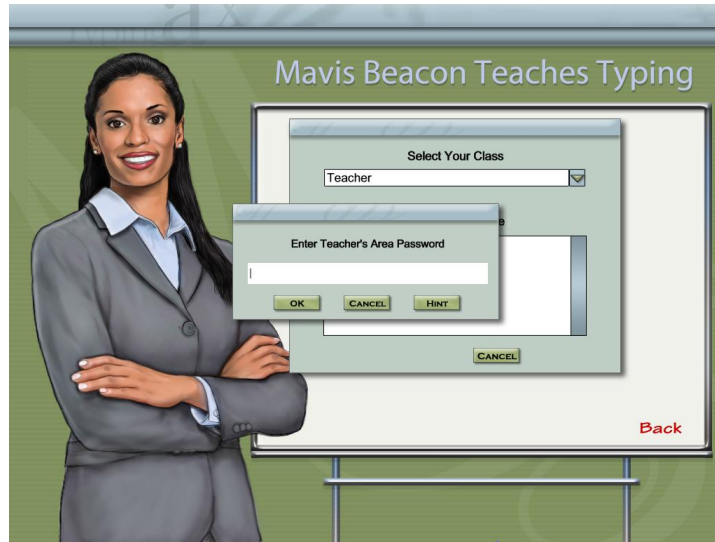 Mavis Beacon Teaches Typing
Select Your Class
Teacher
Enter Teacher's Area Password
OK CANCEL HINT
CANCEL
Back